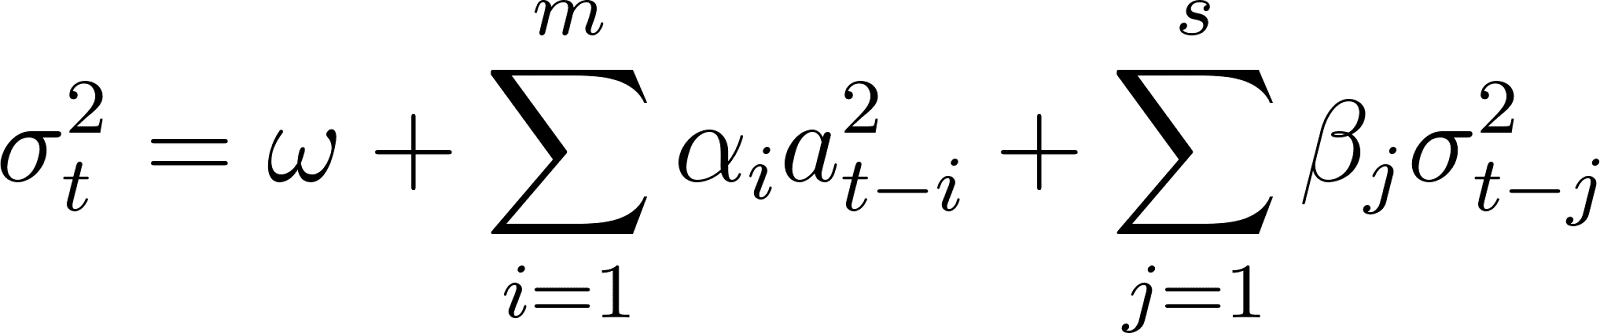 σ_t^2 = ω + \sum_{i=1}^{m} α_i a_{t-i}^2 + \sum_{j=1}^{s} β_j σ_{t-j}^2